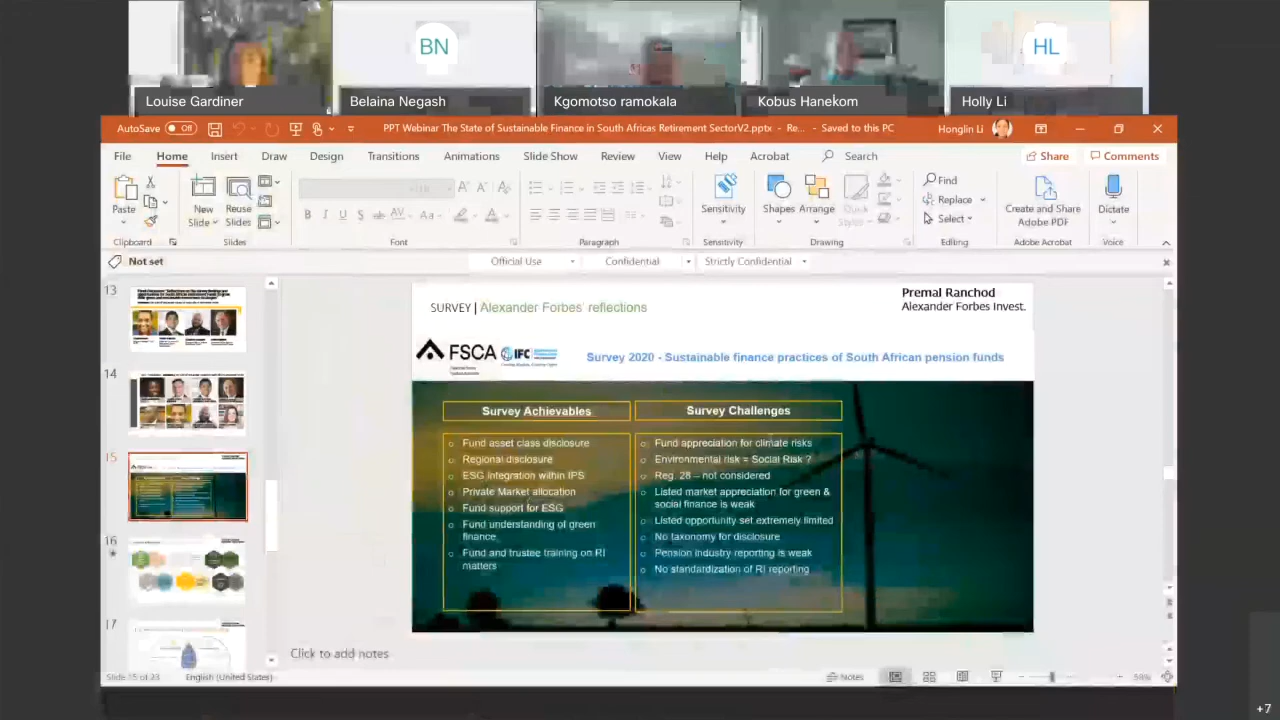 BN
HL
Louise Gardiner
Belaina Negash
Kgomotso ramokala
Kobus Hanekom
Holly Li
AutoSave Off
PPT Webinar The State of Sustainable Finance in South Africas Retirement SectorV2.pptx - Re... - Saved to this PC
Honglin Li
File Home Insert Draw Design Transitions Animations Slide Show Review View Help Acrobat Search Share Comments
Paste
New Slide
Reuse Slides
Sensitivity
Shapes
Arrange
Quick Styles
Find
Replace
Select
Create and Share Adobe PDF
Dictate
Clipboard Slides Font Paragraph Sensitivity Drawing Editing Adobe Acrobat Voice
Not set Official Use Confidential Strictly Confidential
13
14
15
16
17
SURVEY | Alexander Forbes' reflections
Premal Ranchod
Alexander Forbes Invest.
FSCA
IFC
Survey 2020 - Sustainable finance practices of South African pension funds
Survey Achievables
Fund asset class disclosure
Regional disclosure
ESG integration within IPS
Private Market allocation
Fund support for ESG
Fund understanding of green
finance
Fund and trustee training on RI
matters
Survey Challenges
Fund appreciation for climate risks
Environmental risk = Social Risk ?
Reg. 28 – not considered
Listed market appreciation for green &
social finance is weak
Listed opportunity set extremely limited
No taxonomy for disclosure
Pension industry reporting is weak
No standardization of RI reporting
Click to add notes
Slide 15 of 23 English (United States)
Notes
58%
+7